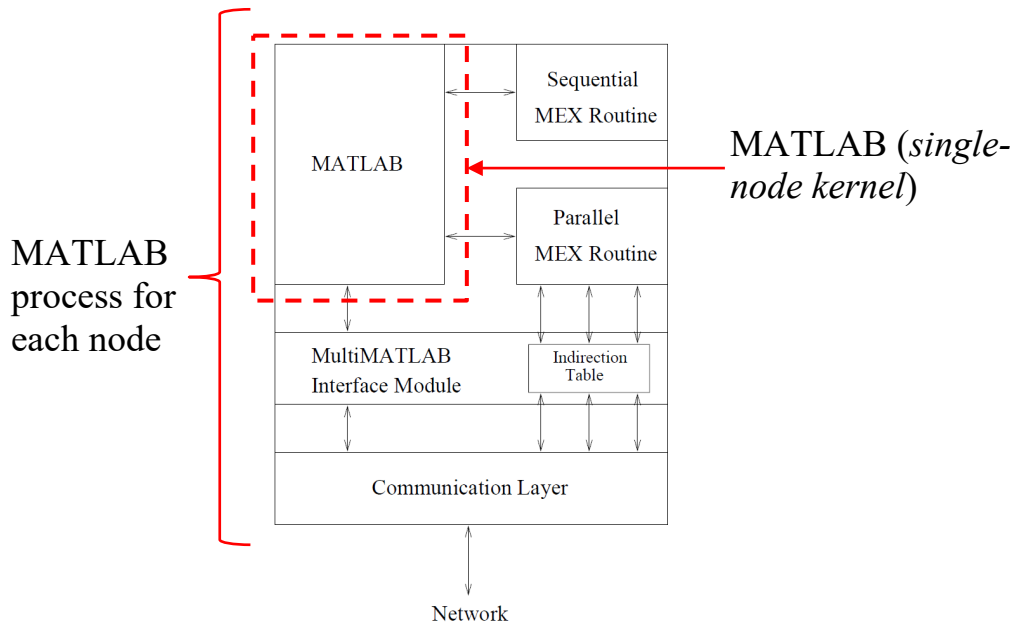 Sequential
MEX Routine
MATLAB
MATLAB (single-
node kernel)
Parallel
MEX Routine
MATLAB
process for
each node
MultiMATLAB
Interface Module
Indirection
Table
Communication Layer
Network